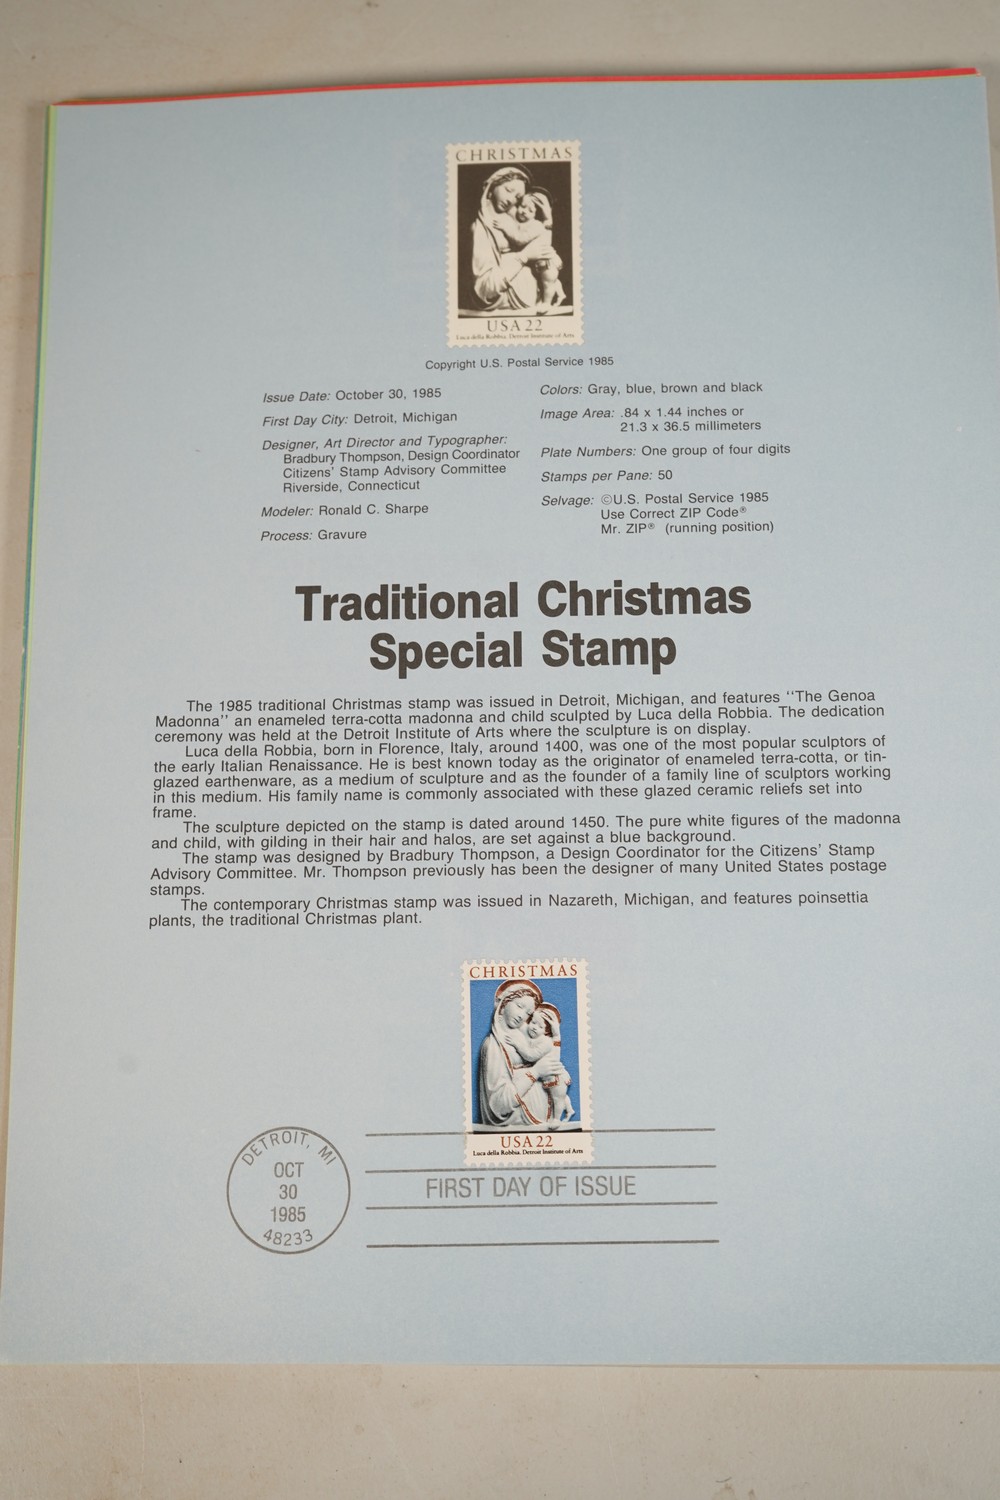 CHRISTMAS
USA 22
Luca della Robbia. Detroit Institute of Arts
Copyright U.S. Postal Service 1985
Issue Date: October 30, 1985
First Day City: Detroit, Michigan
Designer, Art Director and Typographer:
Bradbury Thompson, Design Coordinator
Citizens' Stamp Advisory Committee
Riverside, Connecticut
Modeler: Ronald C. Sharpe
Process: Gravure
Colors: Gray, blue, brown and black
Image Area: .84 x 1.44 inches or
21.3 x 36.5 millimeters
Plate Numbers: One group of four digits
Stamps per Pane: 50
Selvage: ©U.S. Postal Service 1985
Use Correct ZIP Code®
Mr. ZIP® (running position)
Traditional Christmas
Special Stamp
The 1985 traditional Christmas stamp was issued in Detroit, Michigan, and features "The Genoa
Madonna" an enameled terra-cotta madonna and child sculpted by Luca della Robbia. The dedication
ceremony was held at the Detroit Institute of Arts where the sculpture is on display.
Luca della Robbia, born in Florence, Italy, around 1400, was one of the most popular sculptors of
the early Italian Renaissance. He is best known today as the originator of enameled terra-cotta, or tin-
glazed earthenware, as a medium of sculpture and as the founder of a family line of sculptors working
in this medium. His family name is commonly associated with these glazed ceramic reliefs set into
frame.
The sculpture depicted on the stamp is dated around 1450. The pure white figures of the madonna
and child, with gilding in their hair and halos, are set against a blue background.
The stamp was designed by Bradbury Thompson, a Design Coordinator for the Citizens' Stamp
Advisory Committee. Mr. Thompson previously has been the designer of many United States postage
stamps.
The contemporary Christmas stamp was issued in Nazareth, Michigan, and features poinsettia
plants, the traditional Christmas plant.
CHRISTMAS
USA 22
Luca della Robbia. Detroit Institute of Arts
DETROIT, MI
OCT
30
1985
48233
FIRST DAY OF ISSUE